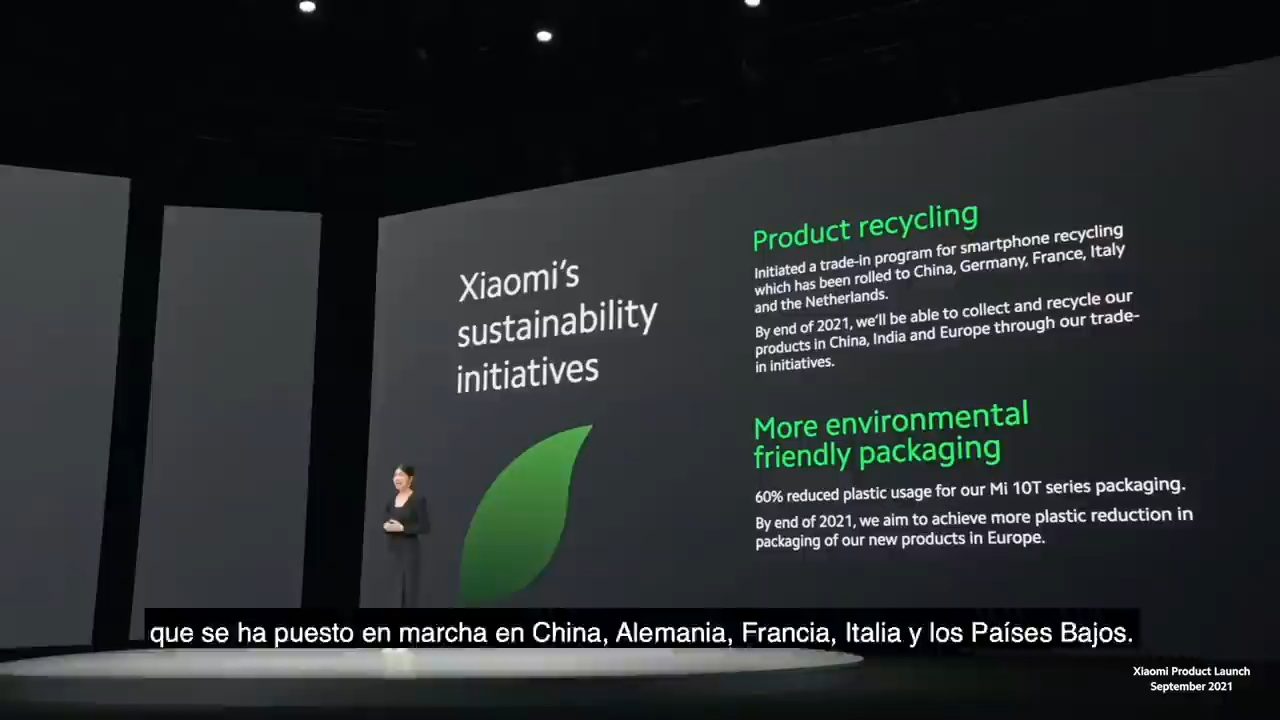 Xiaomi's
sustainability
initiatives
Product recycling
Initiated a trade-in program for smartphone recycling
which has been rolled to China, Germany, France, Italy
and the Netherlands.
By end of 2021, we'll be able to collect and recycle our
products in China, India and Europe through our trade-
in initiatives.
More environmental
friendly packaging
60% reduced plastic usage for our Mi 10T series packaging.
By end of 2021, we aim to achieve more plastic reduction in
packaging of our new products in Europe.
que se ha puesto en marcha en China, Alemania, Francia, Italia y los Países Bajos.
Xiaomi Product Launch
September 2021